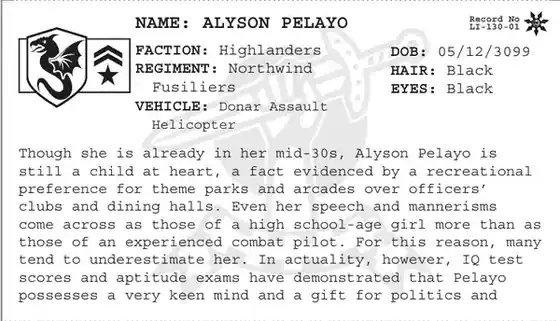 NAME: ALYSON PELAYO
Record No
LI-130-01
FACTION: Highlanders
REGIMENT: Northwind
Fusiliers
VEHICLE: Donar Assault
Helicopter
DOB: 05/12/3099
HAIR: Black
EYES: Black
Though she is already in her mid-30s, Alyson Pelayo is
still a child at heart, a fact evidenced by a recreational
preference for theme parks and arcades over officers’
clubs and dining halls. Even her speech and mannerisms
come across as those of a high school-age girl more than as
those of an experienced combat pilot. For this reason, many
tend to underestimate her. In actuality, however, IQ test
scores and aptitude exams have demonstrated that Pelayo
possesses a very keen mind and a gift for politics and